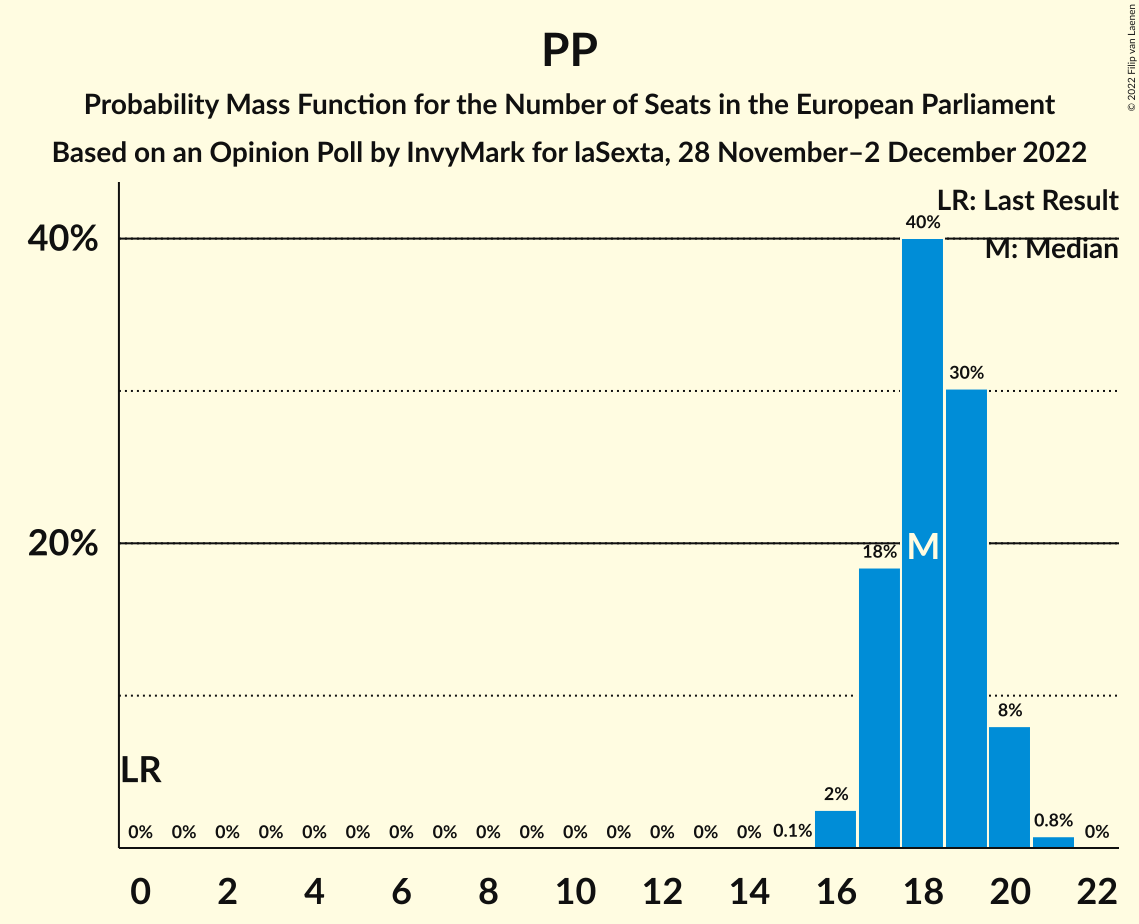 PP
Probability Mass Function for the Number of Seats in the European Parliament
Based on an Opinion Poll by InvyMark for laSexta, 28 November–2 December 2022
© 2022 Filip van Laenen
LR: Last Result
M: Median
40%
20%
40%
30%
18%
M
8%
2%
0.8%
LR
0% 0% 0% 0% 0% 0% 0% 0% 0% 0% 0% 0% 0% 0% 0% 0.1% 0%
0 2 4 6 8 10 12 14 16 18 20 22